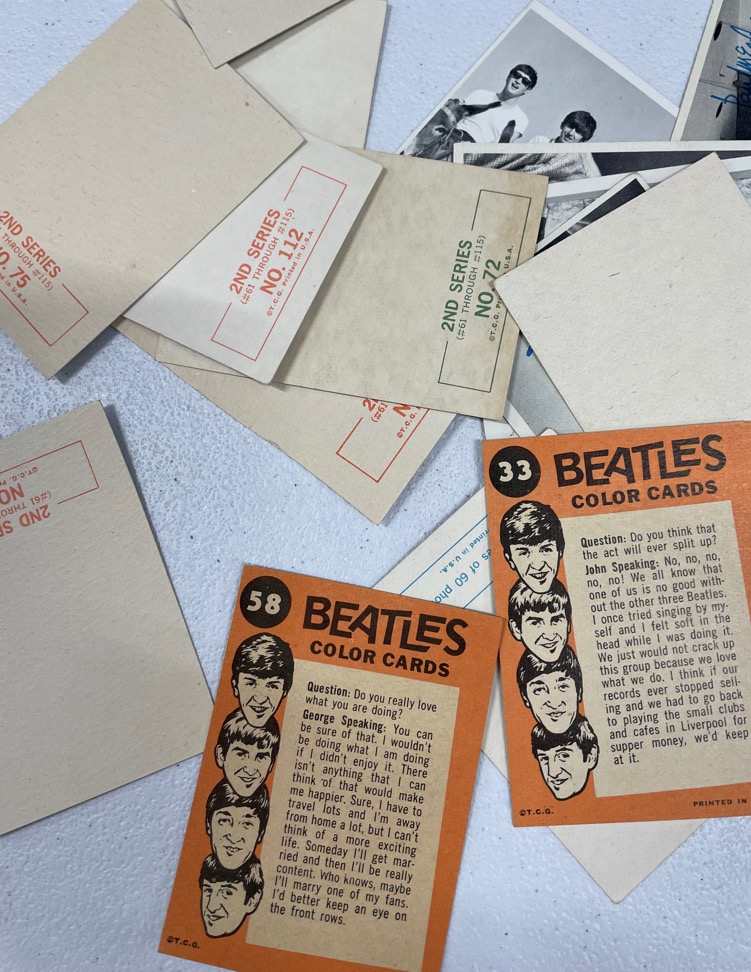 2ND SERIES
THROUGH #115)
NO. 75
in U.S.A.
2ND SERIES
(#61 THROUGH #115)
NO. 112
©T.C.G. Printed in U.S.A.
2ND SERIES
(#61 THROUGH #115)
NO. 72
©T.C.G. U.S.A.
(#61
©T.C.G.
2ND SE
(#61 THRO
NO
©T.C.G.
Printed in U.S.A.
of 60
33
BEATLES
COLOR CARDS
Question: Do you think that
the act will ever split up?
John Speaking: No, no, no,
no, no! We all know that
one of us is no good with-
out the other three Beatles.
I once tried singing by my-
self and I felt soft in the
head while I was doing it.
We just would not crack up
this group because we love
what we do. I think if our
records ever stopped sell-
ing and we had to go back
to playing the small clubs
and cafes in Liverpool for
supper money, we'd keep
at it.
©T.C.G.
PRINTED IN
58
BEATLES
COLOR CARDS
Question: Do you really love
what you are doing?
George Speaking: You can
be sure of that. I wouldn't
be doing what I am doing
if I didn't enjoy it. There
isn't anything that I can
think of that would make
me happier. Sure, I have to
travel lots and I'm away
from home a lot, but I can't
think of a more exciting
life. Someday I'll get mar-
ried and then I'll be really
content. Who knows, maybe
I'll marry one of my fans.
I'd better keep an eye on
the front rows.
©T.C.G.